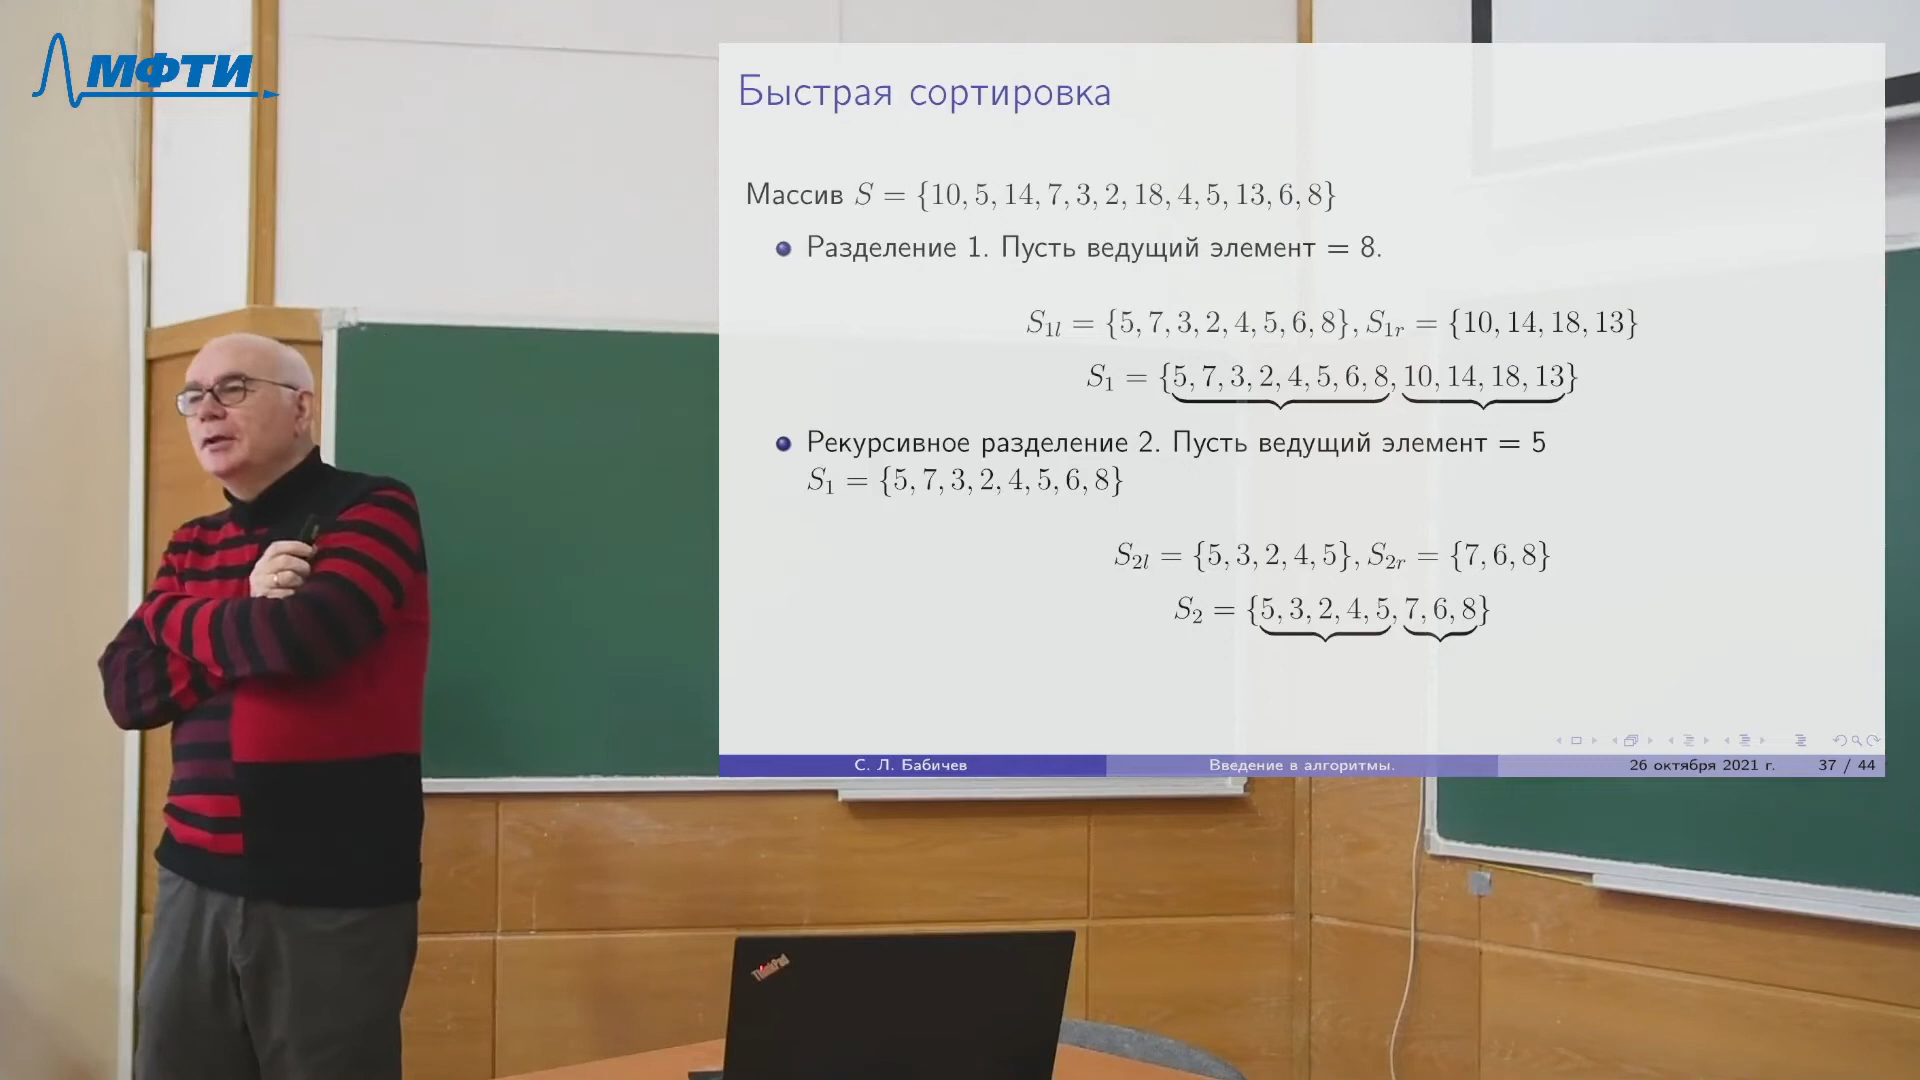 МФТИ
Быстрая сортировка
Массив S = {10, 5, 14, 7, 3, 2, 18, 4, 5, 13, 6, 8}
Разделение 1. Пусть ведущий элемент = 8.
S1l = {5, 7, 3, 2, 4, 5, 6, 8}, S1r = {10, 14, 18, 13}
S1 = {5, 7, 3, 2, 4, 5, 6, 8, 10, 14, 18, 13}
Рекурсивное разделение 2. Пусть ведущий элемент = 5
S1 = {5, 7, 3, 2, 4, 5, 6, 8}
S2l = {5, 3, 2, 4, 5}, S2r = {7, 6, 8}
S2 = {5, 3, 2, 4, 5, 7, 6, 8}
С. Л. Бабичев Введение в алгоритмы. 26 октября 2021 г. 37 / 44
ThinkPad